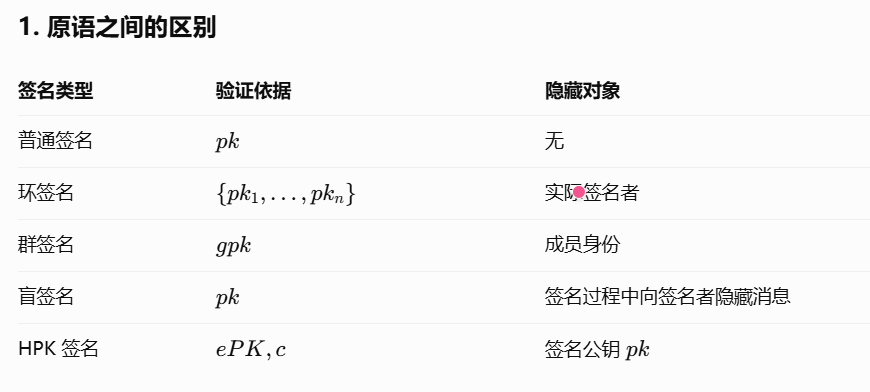 1. 原语之间的区别
签名类型 验证依据 隐藏对象
普通签名 pk 无
环签名 {pk₁,...,pkₙ} 实际签名者
群签名 gpk 成员身份
盲签名 pk 签名过程中向签名者隐藏消息
HPK 签名 ePK, c 签名公钥 pk